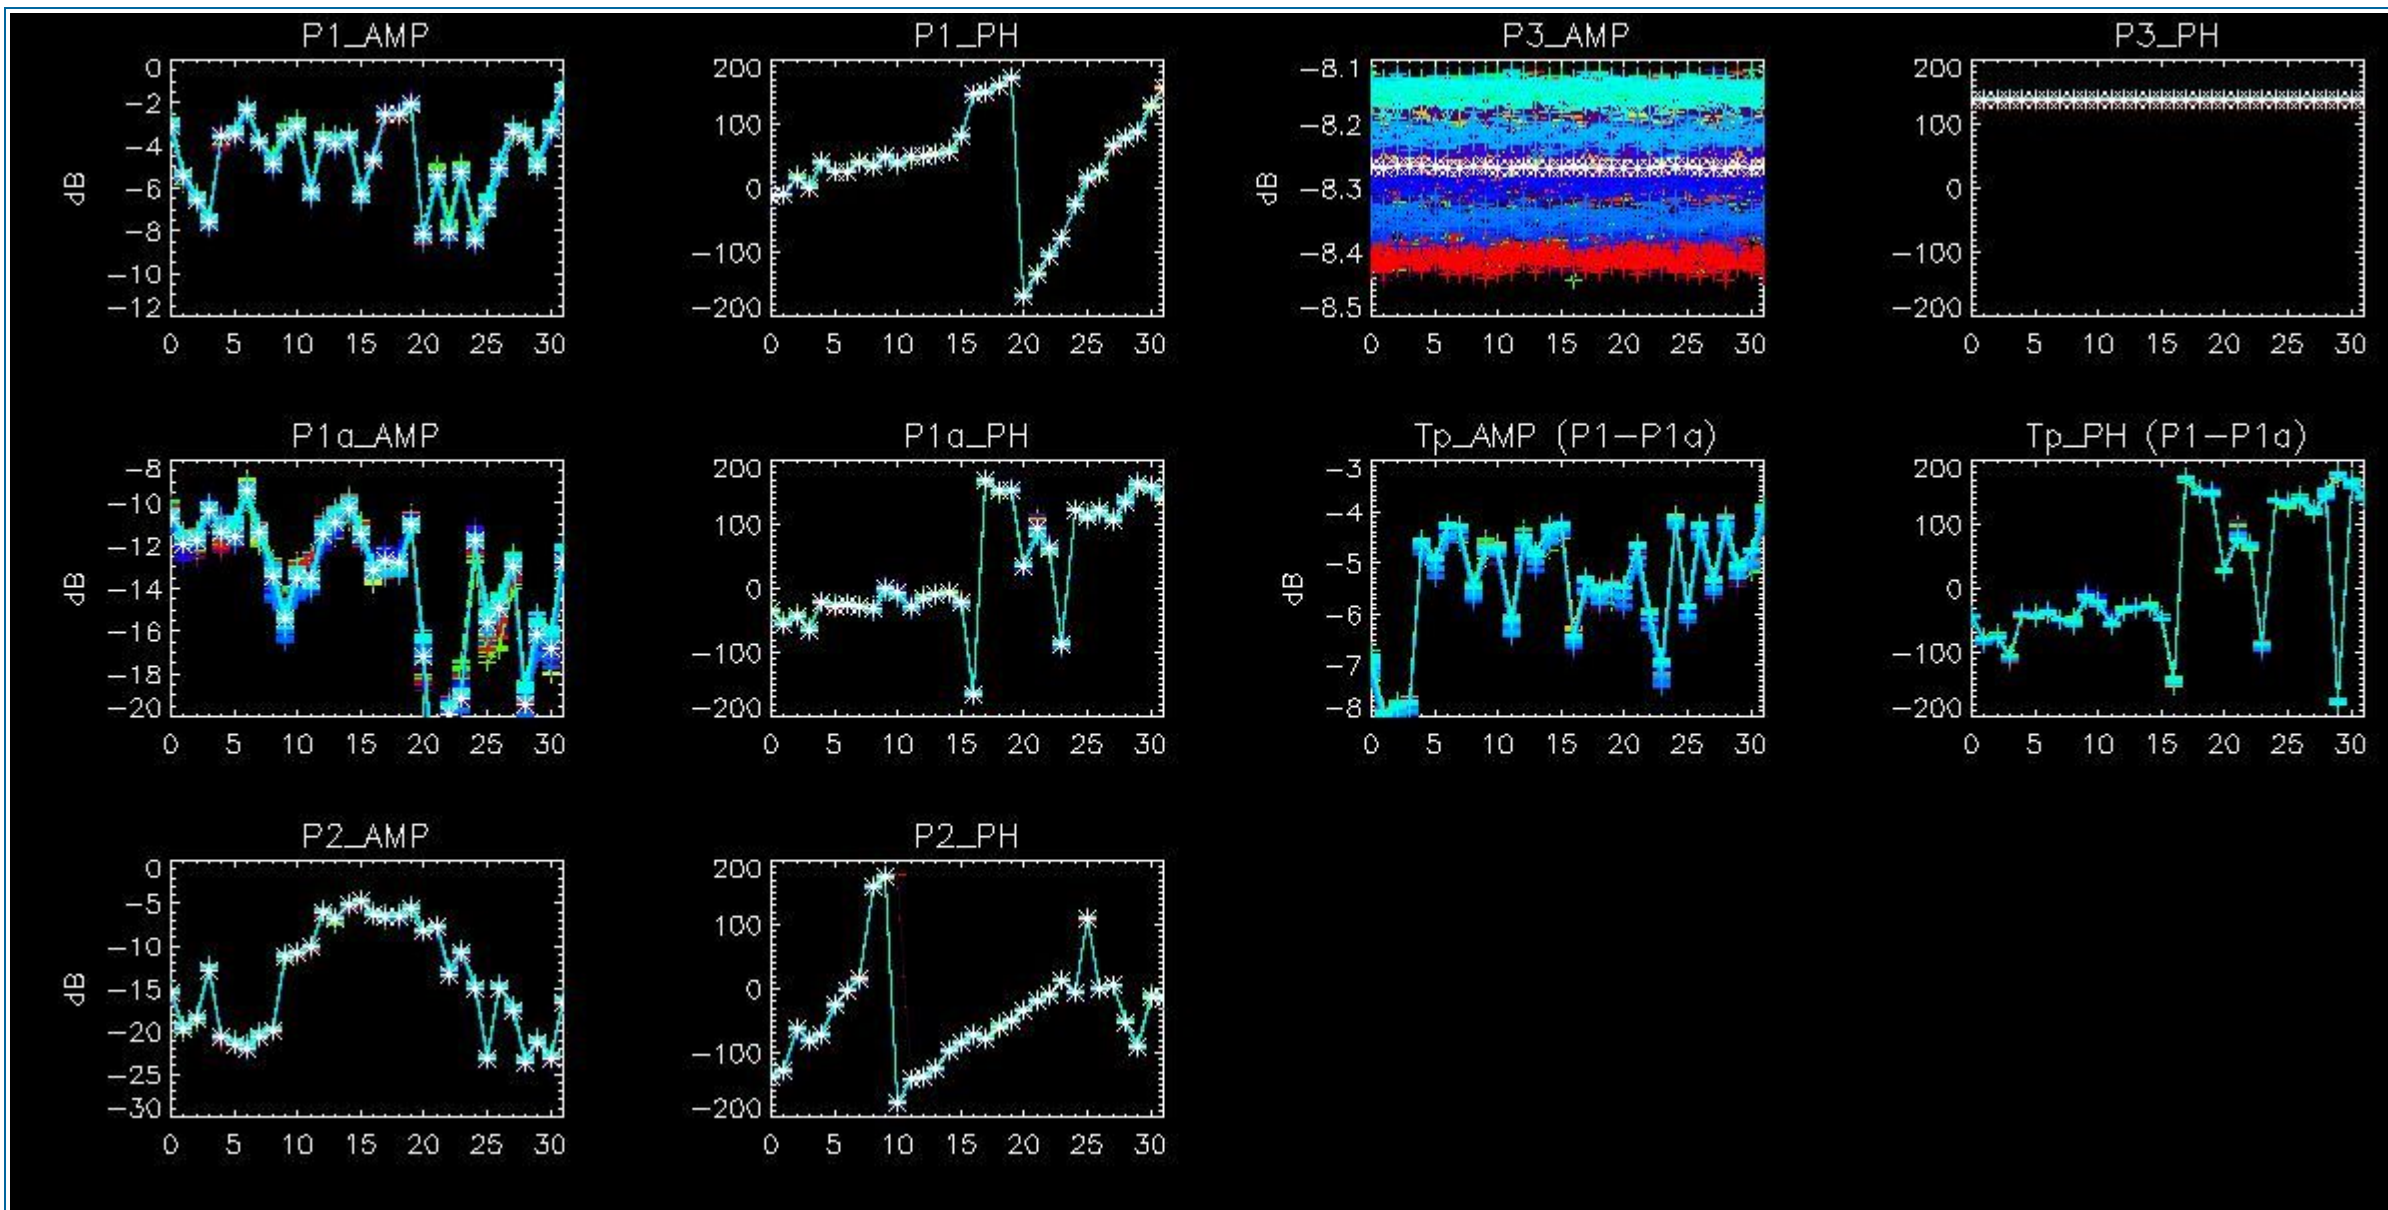 P1_AMP P1_PH P3_AMP P3_PH
0 200 -8.1 200
-2
-4 100 -8.2 100
dB -6 0 dB -8.3 0
-8
-10 -100 -8.4 -100
-12 -200 -8.5 -200
0 5 10 15 20 25 30 0 5 10 15 20 25 30 0 5 10 15 20 25 30 0 5 10 15 20 25 30
P1a_AMP P1a_PH Tp_AMP (P1-P1a) Tp_PH (P1-P1a)
-8 200 -3 200
-10
-12 100 -4 100
dB -14 0 dB -5 0
-16 -6
-18 -100 -7 -100
-20 -200 -8 -200
0 5 10 15 20 25 30 0 5 10 15 20 25 30 0 5 10 15 20 25 30 0 5 10 15 20 25 30
P2_AMP P2_PH
0 200
-5 100
-10
dB -15 0
-20
-25 -100
-30 -200
0 5 10 15 20 25 30 0 5 10 15 20 25 30